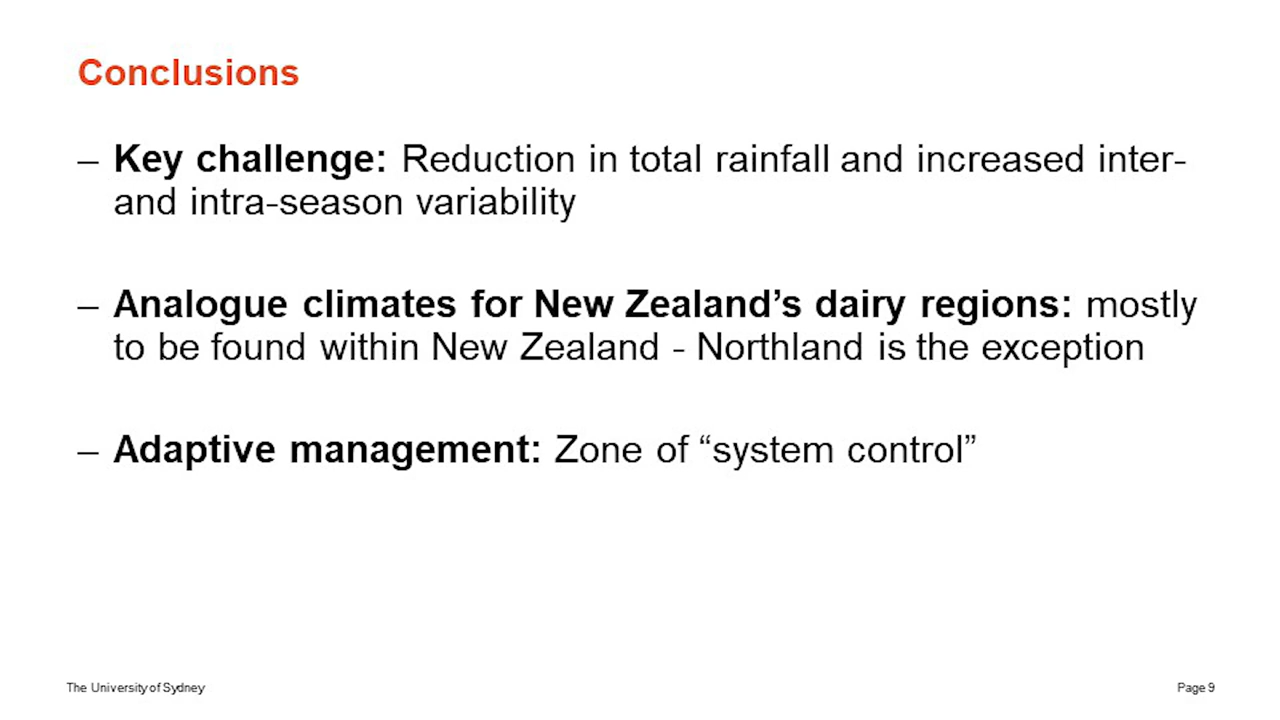 Conclusions
– Key challenge: Reduction in total rainfall and increased inter-
and intra-season variability
– Analogue climates for New Zealand’s dairy regions: mostly
to be found within New Zealand - Northland is the exception
– Adaptive management: Zone of “system control”
The University of Sydney
Page 9